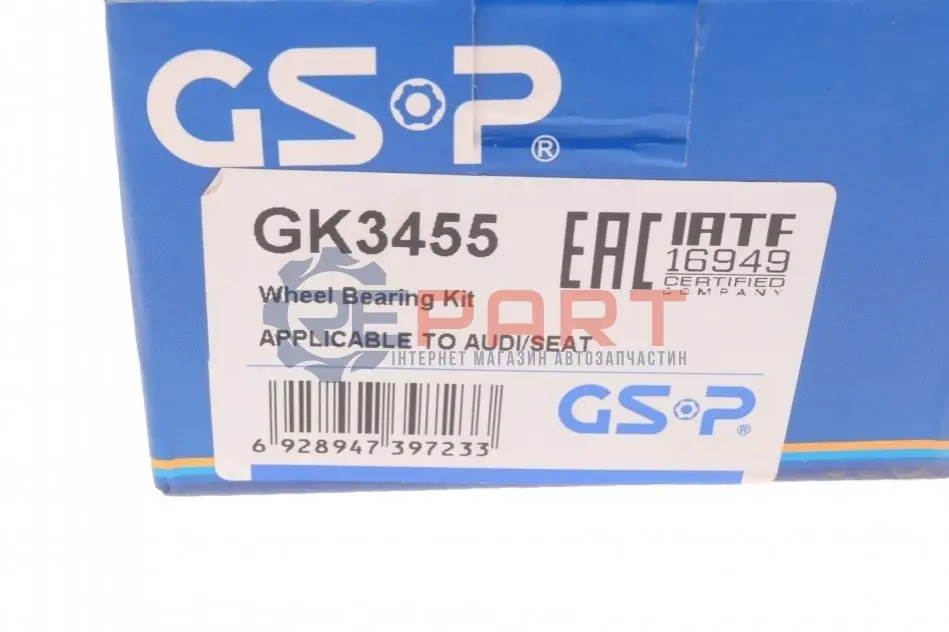 GS·P®
GK3455
EAC
IATF
16949
CERTIFIED
COMPANY
Wheel Bearing Kit
PART
APPLICABLE TO AUDI/SEAT
ІНТЕРНЕТ МАГАЗИН АВТОЗАПЧАСТИН
GS·P®
6 928947 397233